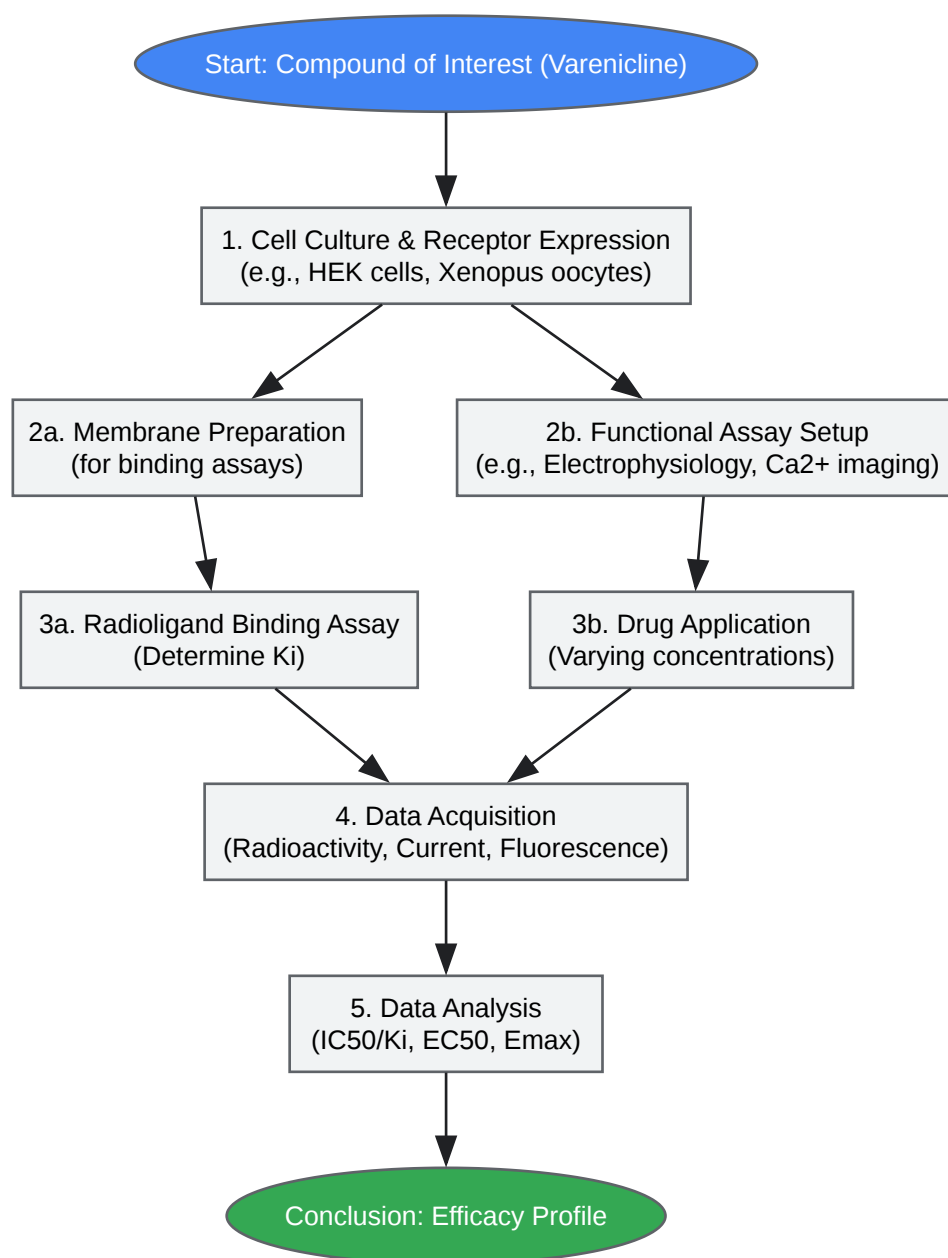 Start: Compound of Interest (Varenicline)
1. Cell Culture & Receptor Expression
(e.g., HEK cells, Xenopus oocytes)
2a. Membrane Preparation
(for binding assays)
2b. Functional Assay Setup
(e.g., Electrophysiology, Ca2+ imaging)
3a. Radioligand Binding Assay
(Determine Ki)
3b. Drug Application
(Varying concentrations)
4. Data Acquisition
(Radioactivity, Current, Fluorescence)
5. Data Analysis
(IC50/Ki, EC50, Emax)
Conclusion: Efficacy Profile